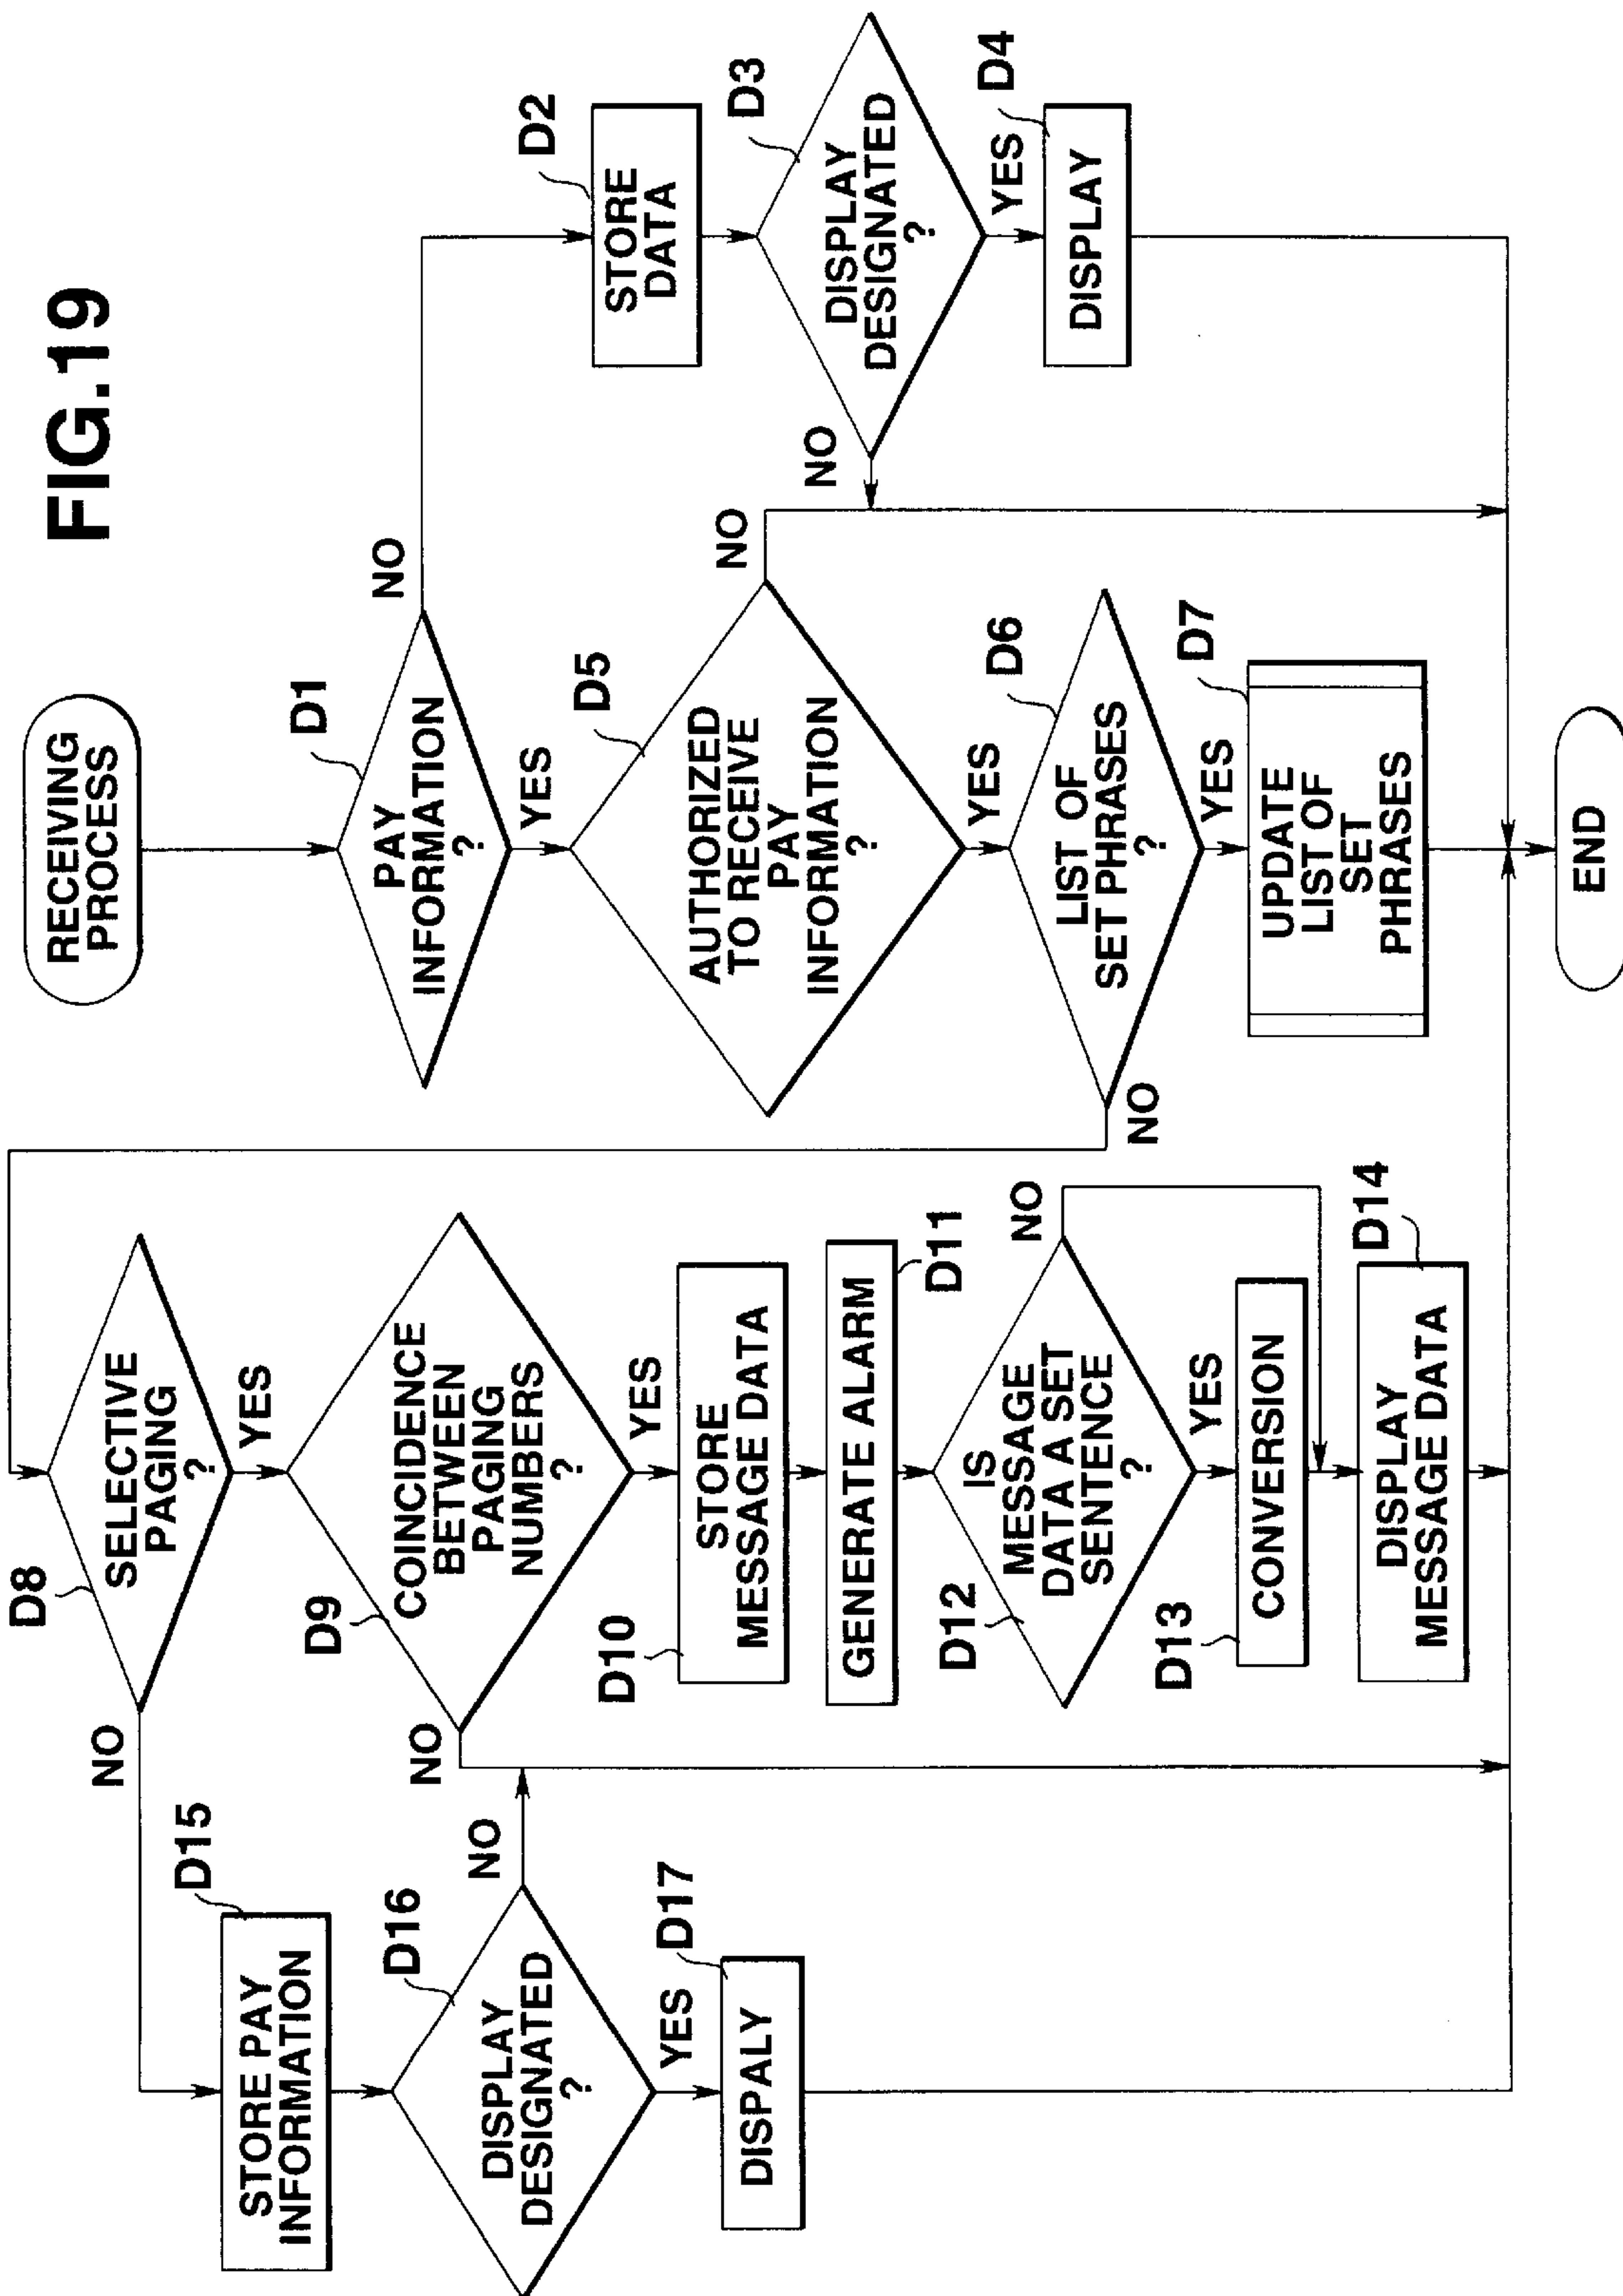 FIG.19
RECEIVING
PROCESS
D1
PAY
INFORMATION
?
NO
YES
D2
STORE
DATA
D3
DISPLAY
DESIGNATED
?
NO
YES
D4
DISPLAY
D5
AUTHORIZED
TO RECEIVE
PAY
INFORMATION
?
NO
YES
D6
LIST OF
SET PHRASES
?
NO
YES
D7
UPDATE
LIST OF
SET
PHRASES
END
D8
SELECTIVE
PAGING
?
NO
YES
D9
COINCIDENCE
BETWEEN
PAGING
NUMBERS
?
NO
YES
D10
STORE
MESSAGE DATA
GENERATE ALARM
D11
D12
IS
MESSAGE
DATA A SET
SENTENCE
?
NO
YES
D13
CONVERSION
D14
DISPLAY
MESSAGE DATA
D15
STORE PAY
INFORMATION
D16
DISPLAY
DESIGNATED
?
NO
YES
D17
DISPALY